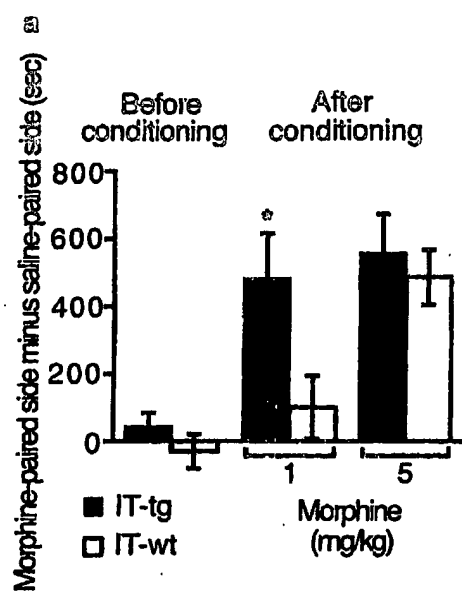 a
Morphine-paired side minus saline-paired side (sec)
Before
conditioning
After
conditioning
800
600
400
200
0
*
1
5
IT-tg
IT-wt
Morphine
(mg/kg)